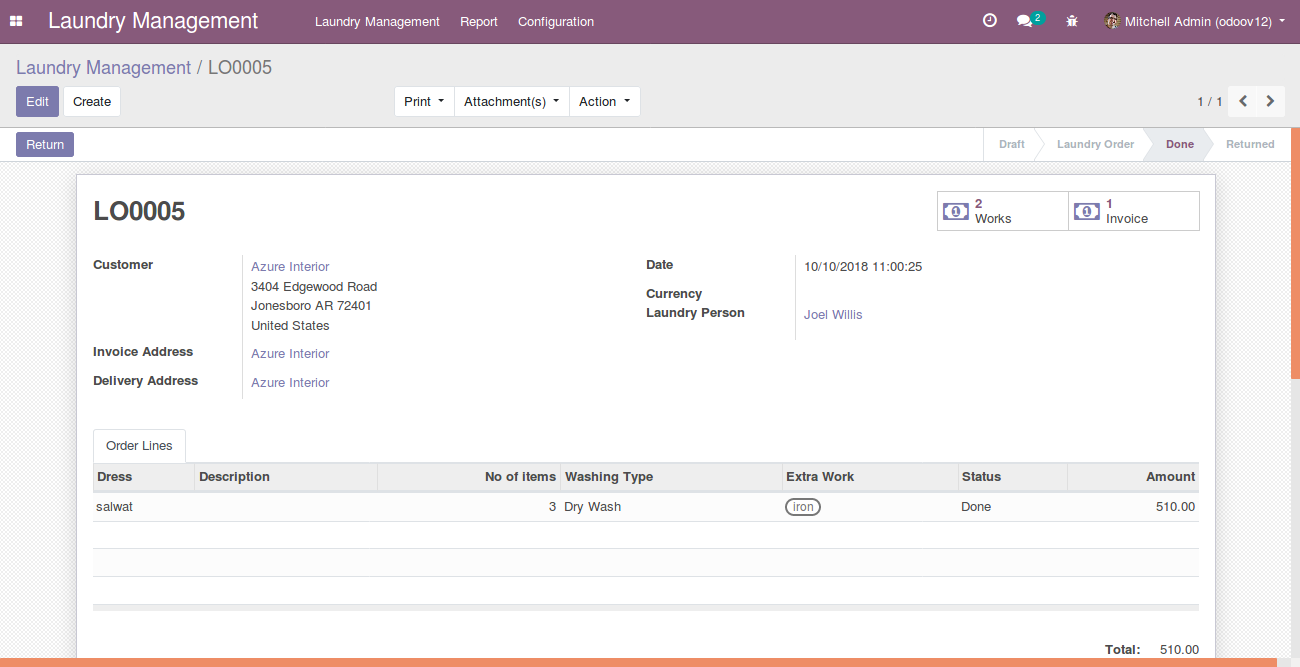 Laundry Management Laundry Management Report Configuration 2 Mitchell Admin (odoov12)
Laundry Management / LO0005
Edit Create Print Attachment(s) Action 1 / 1
Return Draft Laundry Order Done Returned
LO0005
1 2 Works 1 1 Invoice
Customer Azure Interior
3404 Edgewood Road
Jonesboro AR 72401
United States
Invoice Address Azure Interior
Delivery Address Azure Interior
Date 10/10/2018 11:00:25
Currency
Laundry Person Joel Willis
Order Lines
Dress Description No of items Washing Type Extra Work Status Amount
salwat 3 Dry Wash iron Done 510.00
Total: 510.00